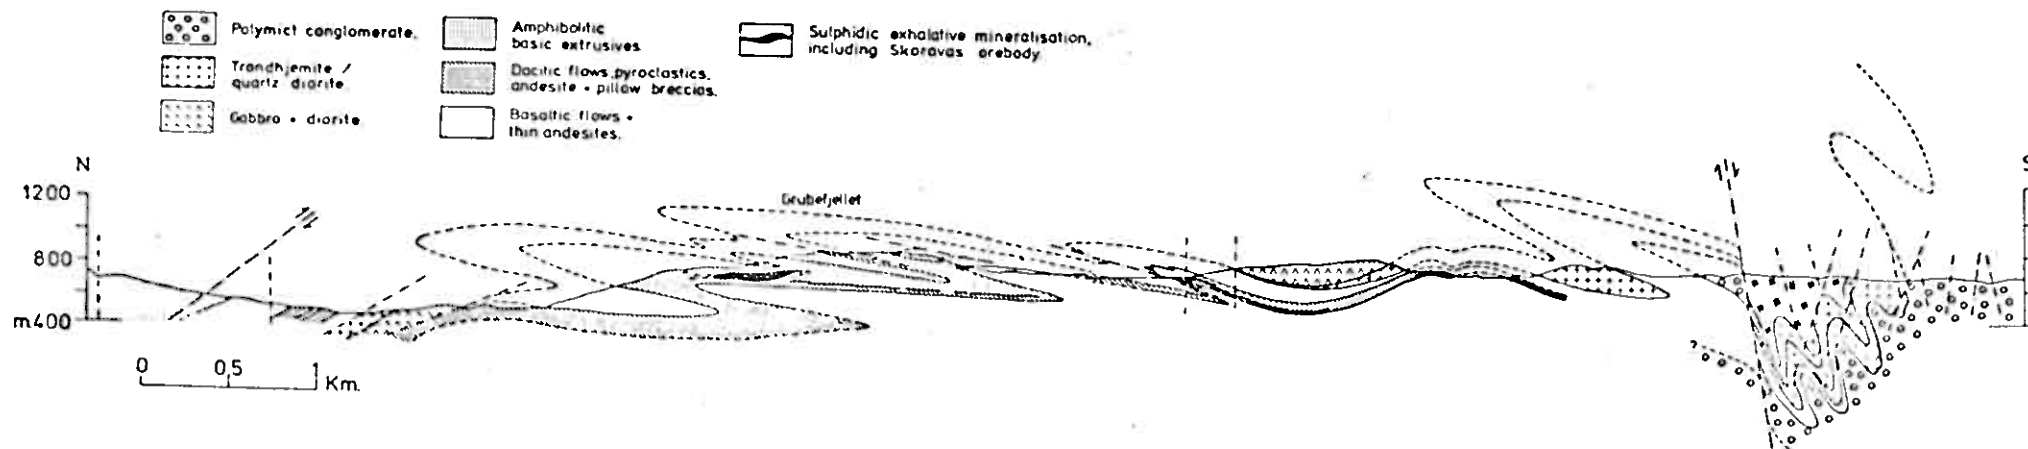 Polymict conglomerate.
Trondhjemite /
quartz diorite
Gabbro + diorite
Amphibolitic
basic extrusives
Dacitic flows, pyroclastics,
andesite + pillow breccias.
Basaltic flows +
thin andesites.
Sulphidic exhalative mineralisation,
including Skorovas orebody
N
S
1200
800
m400
Grubefjellet
?
0 0,5 1 Km.